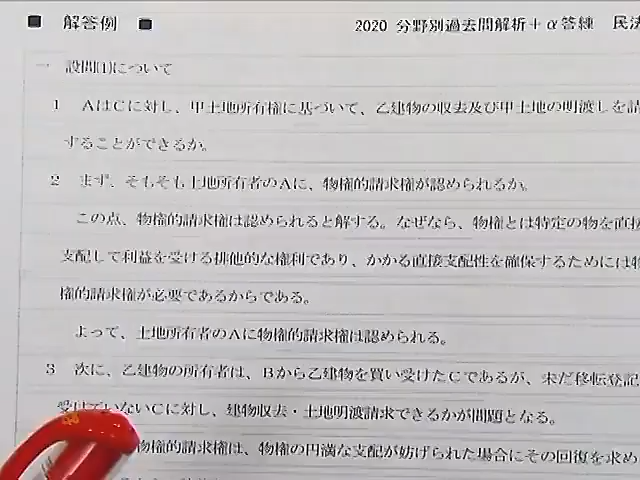 ■ 解答例 ■ 2020 分野別過去問解析＋α答練 民法
一 設問(1)について
1 AはCに対し、甲土地所有権に基づいて、乙建物の収去及び甲土地の明渡しを請
することができるか。
2 まず、そもそも土地所有者のAに、物権的請求権が認められるか。
この点、物権的請求権は認められると解する。なぜなら、物権とは特定の物を直接
支配して利益を受ける排他的な権利であり、かかる直接支配性を確保するためには物
権的請求権が必要であるからである。
よって、土地所有者のAに物権的請求権は認められる。
3 次に、乙建物の所有者は、Bから乙建物を買い受けたCであるが、未だ移転登記
受けていないCに対し、建物収去・土地明渡請求できるかが問題となる。
物権的請求権は、物権の円満な支配が妨げられた場合にその回復を求め